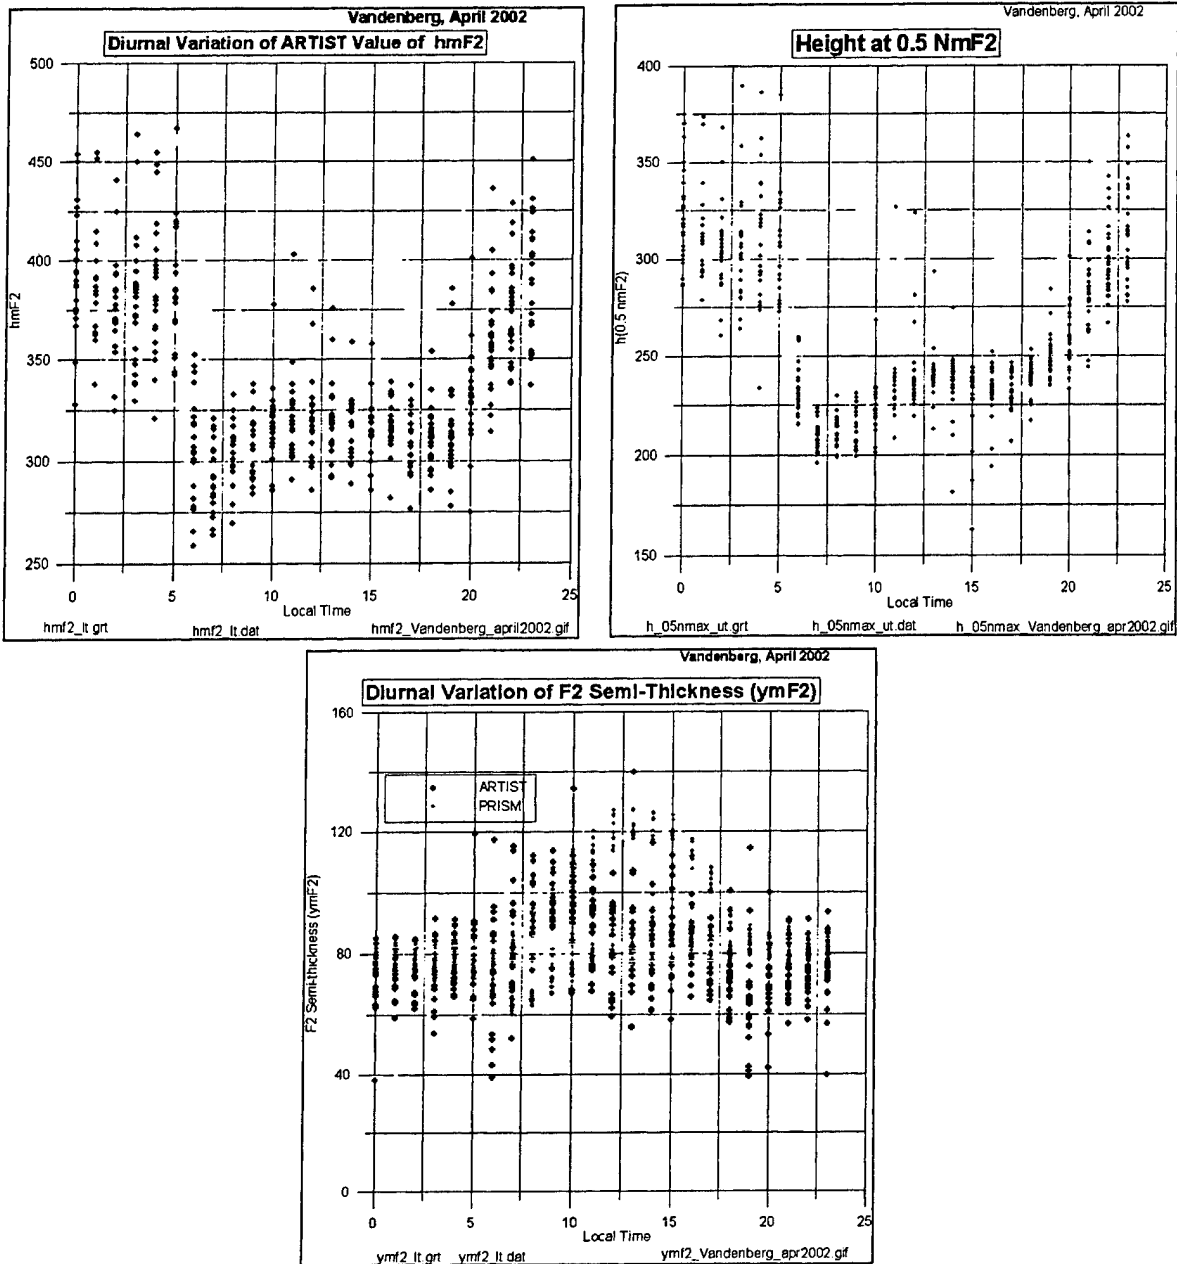 Vandenberg, April 2002
Diurnal Variation of ARTIST Value of hmF2
500
450
400
350
300
250
hmF2
0 5 10 15 20 25
Local Time
hmf2_lt grt hmf2_lt dat hmf2_Vandenberg_april2002.gif
Vandenberg, April 2002
Height at 0.5 NmF2
400
350
300
250
200
150
h(0.5 nmF2)
0 5 10 15 20 25
Local Time
h_05nmax_ut.grt h_05nmax_ut.dat h_05nmax_Vandenberg_apr2002.gif
Vandenberg, April 2002
Diurnal Variation of F2 Semi-Thickness (ymF2)
160
120
80
40
0
F2 Semi-thickness (ymF2)
ARTIST
PRISM
0 5 10 15 20 25
Local Time
ymf2_lt grt ymf2_lt dat ymf2_Vandenberg_apr2002.gif